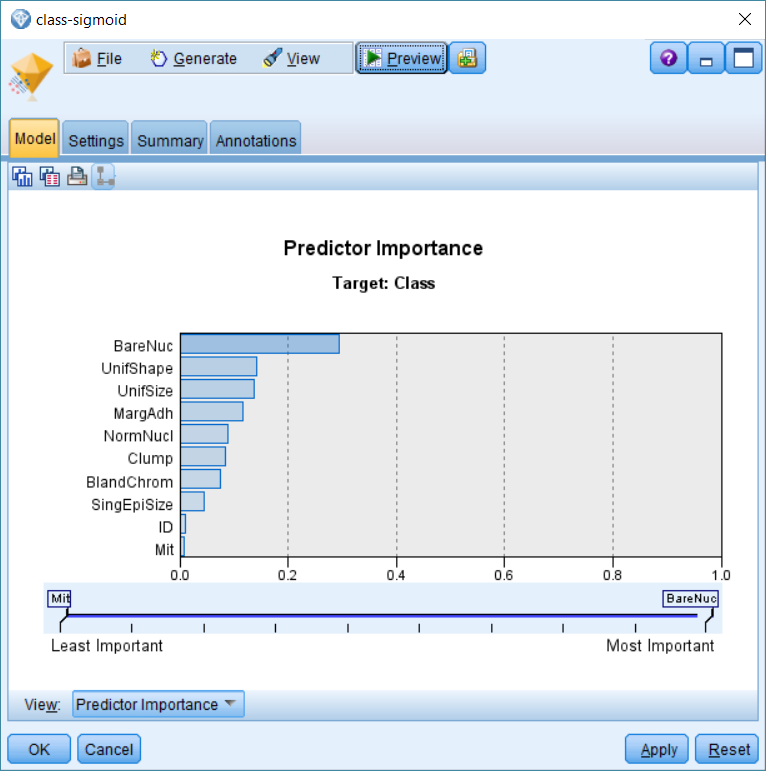 class-sigmoid
File Generate View Preview
Model Settings Summary Annotations
Predictor Importance
Target: Class
BareNuc
UnifShape
UnifSize
MargAdh
NormNucl
Clump
BlandChrom
SingEpiSize
ID
Mit
0.0 0.2 0.4 0.6 0.8 1.0
Mit BareNuc
Least Important Most Important
View: Predictor Importance
OK Cancel Apply Reset